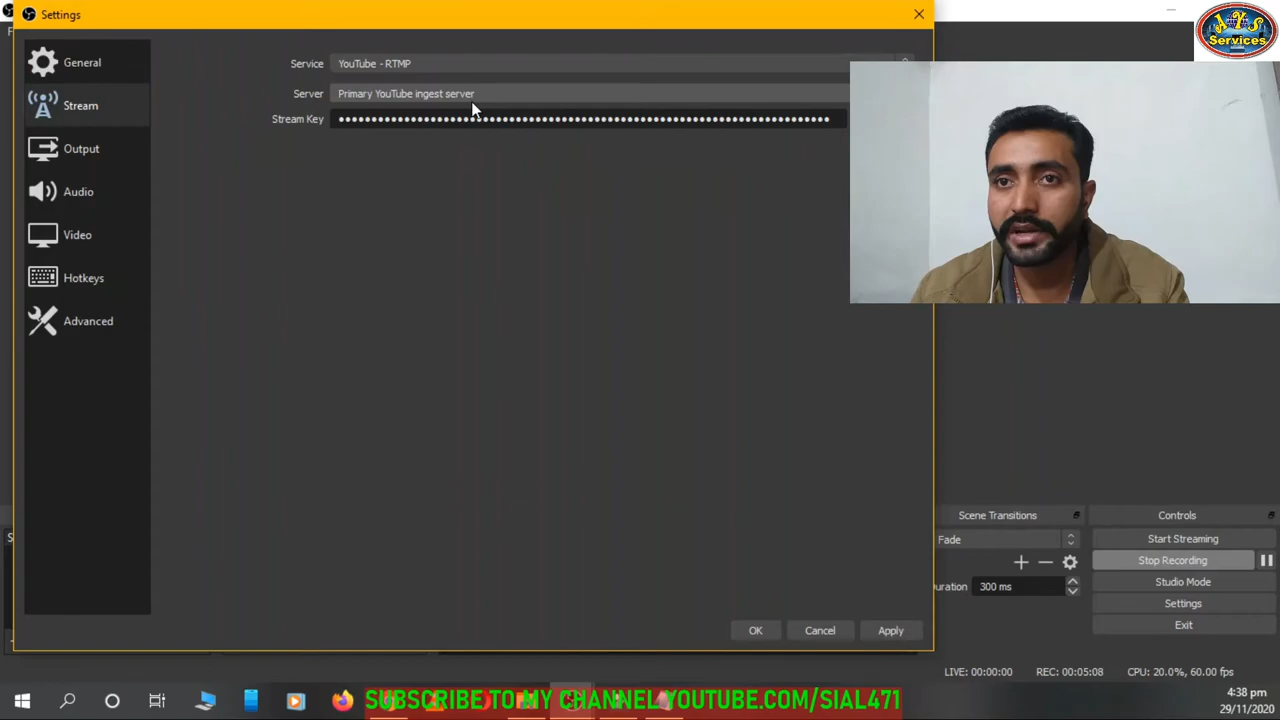 Settings
General
Stream
Output
Audio
Video
Hotkeys
Advanced
Service YouTube - RTMP
Server Primary YouTube ingest server
Stream Key
OK Cancel Apply
AYS
Services
Scene Transitions
Fade
300 ms
Controls
Start Streaming
Stop Recording
Studio Mode
Settings
Exit
LIVE: 00:00:00 REC: 00:05:08 CPU: 20.0%, 60.00 fps
SUBSCRIBE TO MY CHANNEL YOUTUBE.COM/SIAL471
4:38 pm
29/11/2020